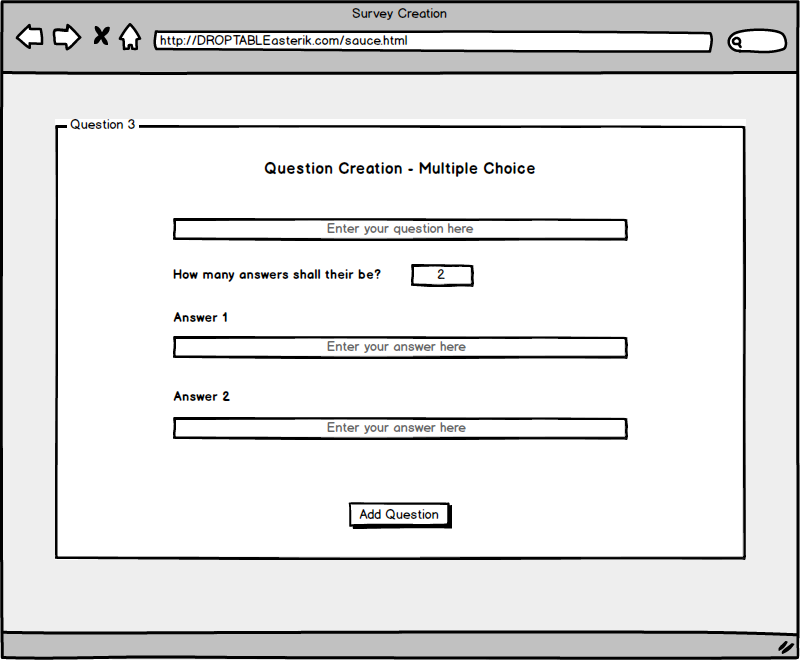 Survey Creation
http://DROPTABLEasterik.com/sauce.html
Question 3
Question Creation - Multiple Choice
Enter your question here
How many answers shall their be? 2
Answer 1
Enter your answer here
Answer 2
Enter your answer here
Add Question